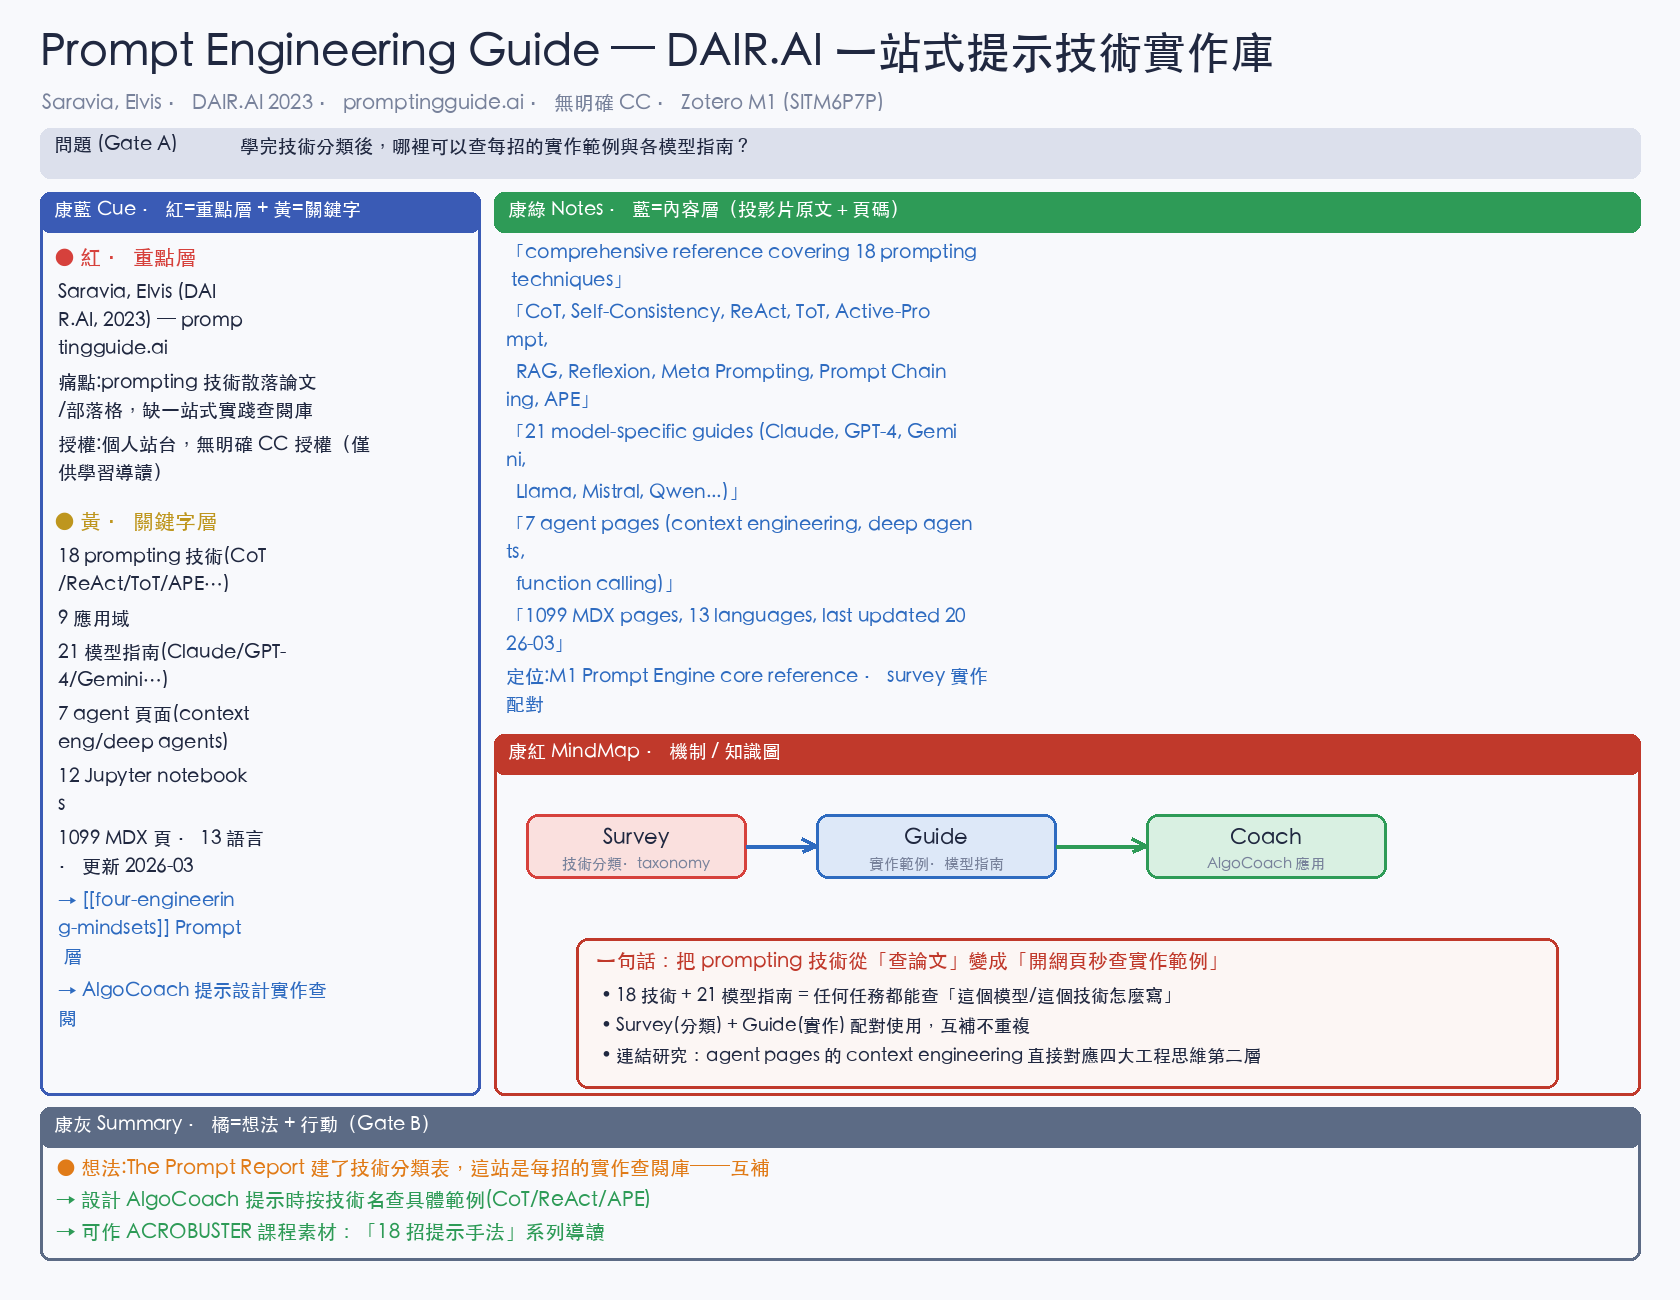 Prompt Engineering Guide — DAIR.AI 一站式提示技術實作庫
Saravia, Elvis · DAIR.AI 2023 · promptingguide.ai · 無明確 CC · Zotero M1 (SITM6P7P)
問題 (Gate A) 學完技術分類後，哪裡可以查每招的實作範例與各模型指南？
康藍 Cue · 紅=重點層 + 黃=關鍵字
● 紅 · 重點層
Saravia, Elvis (DAI
R.AI, 2023) — promp
tingguide.ai
痛點:prompting 技術散落論文
/部落格，缺一站式實踐查閱庫
授權:個人站台，無明確 CC 授權（僅
供學習導讀）
● 黃 · 關鍵字層
18 prompting 技術(CoT
/ReAct/ToT/APE⋯)
9 應用域
21 模型指南(Claude/GPT-
4/Gemini⋯)
7 agent 頁面(context
eng/deep agents)
12 Jupyter notebook
s
1099 MDX 頁 · 13 語言
· 更新 2026-03
→ [[four-engineerin
g-mindsets]] Prompt
層
→ AlgoCoach 提示設計實作查
閱
康綠 Notes · 藍=內容層（投影片原文 + 頁碼）
「comprehensive reference covering 18 prompting
techniques」
「CoT, Self-Consistency, ReAct, ToT, Active-Pro
mpt,
RAG, Reflexion, Meta Prompting, Prompt Chain
ing, APE」
「21 model-specific guides (Claude, GPT-4, Gemi
ni,
Llama, Mistral, Qwen...)」
「7 agent pages (context engineering, deep agen
ts,
function calling)」
「1099 MDX pages, 13 languages, last updated 20
26-03」
定位:M1 Prompt Engine core reference · survey 實作
配對
康紅 MindMap · 機制 / 知識圖
Survey
技術分類· taxonomy
Guide
實作範例· 模型指南
Coach
AlgoCoach 應用
一句話：把 prompting 技術從「查論文」變成「開網頁秒查實作範例」
• 18 技術 + 21 模型指南 = 任何任務都能查「這個模型/這個技術怎麼寫」
• Survey(分類) + Guide(實作) 配對使用，互補不重複
• 連結研究：agent pages 的 context engineering 直接對應四大工程思維第二層
康灰 Summary · 橘=想法 + 行動（Gate B）
● 想法:The Prompt Report 建了技術分類表，這站是每招的實作查閱庫——互補
→ 設計 AlgoCoach 提示時按技術名查具體範例(CoT/ReAct/APE)
→ 可作 ACROBUSTER 課程素材：「18 招提示手法」系列導讀